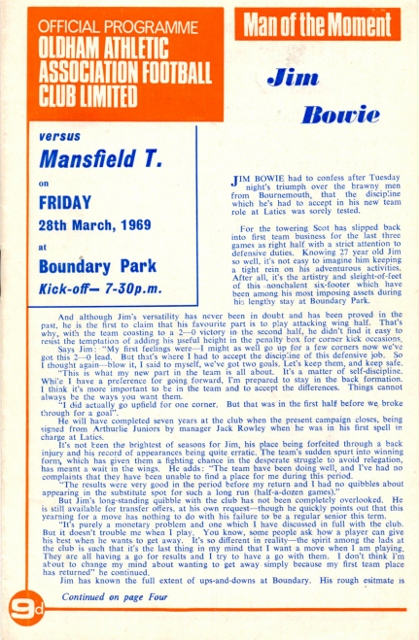 OFFICIAL PROGRAMME
OLDHAM ATHLETIC
ASSOCIATION FOOTBALL
CLUB LIMITED
Man of the Moment
Jim
Bowie
versus
Mansfield T.
on
FRIDAY
28th March, 1969
at
Boundary Park
Kick-off— 7-30p.m.
JIM BOWIE had to confess after Tuesday
night's triumph over the brawny men
from Bournemouth, that the discipline
which he's had to accept in his new team
role at Latics was sorely tested.
For the towering Scot has slipped back
into first team business for the last three
games as right half with a strict attention to
defensive duties. Knowing 27 year old Jim
so well, it's not easy to imagine him keeping
a tight rein on his adventurous activities.
After all, it's the artistry and sleight-of-feet
of this nonchalent six-footer which have
been among his most imposing assets during
his lengthy stay at Boundary Park.
And although Jim's versatility has never been in doubt and has been proved in the
past, he is the first to claim that his favourite part is to play attacking wing half. That's
why, with the team coasting to a 2—0 victory in the second half, he didn't find it easy to
resist the temptation of adding his useful height in the penalty box for corner kick occasions.
Says Jim: "My first feelings were—I might as well go up for a few corners now we've
got this 2—0 lead. But that's where I had to accept the discipline of this defensive job. So
I thought again—blow it, I said to myself, we've got two goals. Let's keep them, and keep safe.
"This is what my new part in the team is all about. It's a matter of self-discipline.
While I have a preference for going forward, I'm prepared to stay in the back formation.
I think it's more important to be in the team and to accept the differences. Things cannot
always be the ways you want them.
"I did actually go upfield for one corner. But that was in the first half before we broke
through for a goal".
He will have completed seven years at the club when the present campaign closes, being
signed from Arthurlie Juniors by manager Jack Rowley when he was in his first spell in
charge at Latics.
It's not been the brightest of seasons for Jim, his place being forfeited through a back
injury and his record of appearances being quite erratic. The team's sudden spurt into winning
form, which has given them a fighting chance in the desperate struggle to avoid relegation,
has meant a wait in the wings. He adds: "The team have been doing well, and I've had no
complaints that they have been unable to find a place for me during this period.
"The results were very good the period before my return and I had no quibbles about
appearing in the substitute spot for such a long run (half-a-dozen games)."
But Jim's long-standing quibble with the club has not been completely overlooked. He
is still available for transfer offers, at his own request—though he quickly points out that this
yearning for a move has nothing to do with his failure to be a regular senior this term.
"It's purely a monetary problem and one which I have discussed in full with the club.
But it doesn't trouble me when I play. You know, some people ask how a player can give
his best when he wants to get away. It's so different in reality—the spirit among the lads at
the club is such that it's the last thing in my mind that I want a move when I am playing.
They are all having a go for results and I try to have a go with them. I don't think I'm
about to change my mind about wanting to get away simply because my first team place
has returned" he continued.
Jim has known the full extent of ups-and-downs at Boundary. His rough estimate is
Continued on page Four
9d